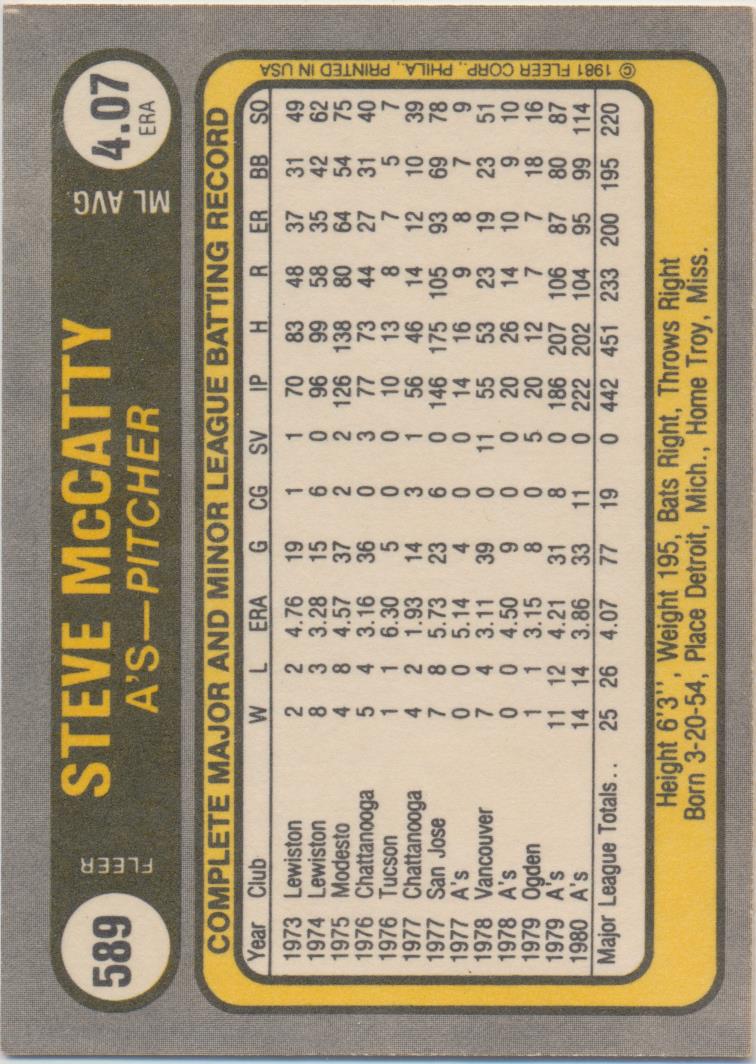 589 FLEER STEVE McCATTY ML AVG. 4.07 ERA
A'S—PITCHER
COMPLETE MAJOR AND MINOR LEAGUE BATTING RECORD
Year Club W L ERA G CG SV IP H R ER BB SO
1973 Lewiston 2 2 4.76 19 1 1 70 83 48 37 31 49
1974 Lewiston 8 3 3.28 15 6 0 96 99 58 35 42 62
1975 Modesto 4 8 4.57 37 2 2 126 138 80 64 54 75
1976 Chattanooga 5 4 3.16 36 0 3 77 73 44 27 31 40
1976 Tucson 1 1 6.30 5 0 0 10 13 8 7 5 7
1977 Chattanooga 4 2 1.93 14 3 1 56 46 14 12 10 39
1977 San Jose 7 8 5.73 23 6 0 146 175 105 93 69 78
1977 A's 0 0 5.14 4 0 0 14 16 9 8 7 9
1978 Vancouver 7 4 3.11 39 0 11 55 53 23 19 23 51
1978 A's 0 0 4.50 9 0 0 20 26 14 10 9 10
1979 Ogden 1 1 3.15 8 0 5 20 12 7 7 18 16
1979 A's 11 12 4.21 31 8 0 186 207 106 87 80 87
1980 A's 14 14 3.86 33 11 0 222 202 104 95 99 114
Major League Totals.. 25 26 4.07 77 19 0 442 451 233 200 195 220
Height 6'3'', Weight 195, Bats Right, Throws Right
Born 3-20-54, Place Detroit, Mich., Home Troy, Miss.
© 1981 FLEER CORP., PHILA., PRINTED IN USA